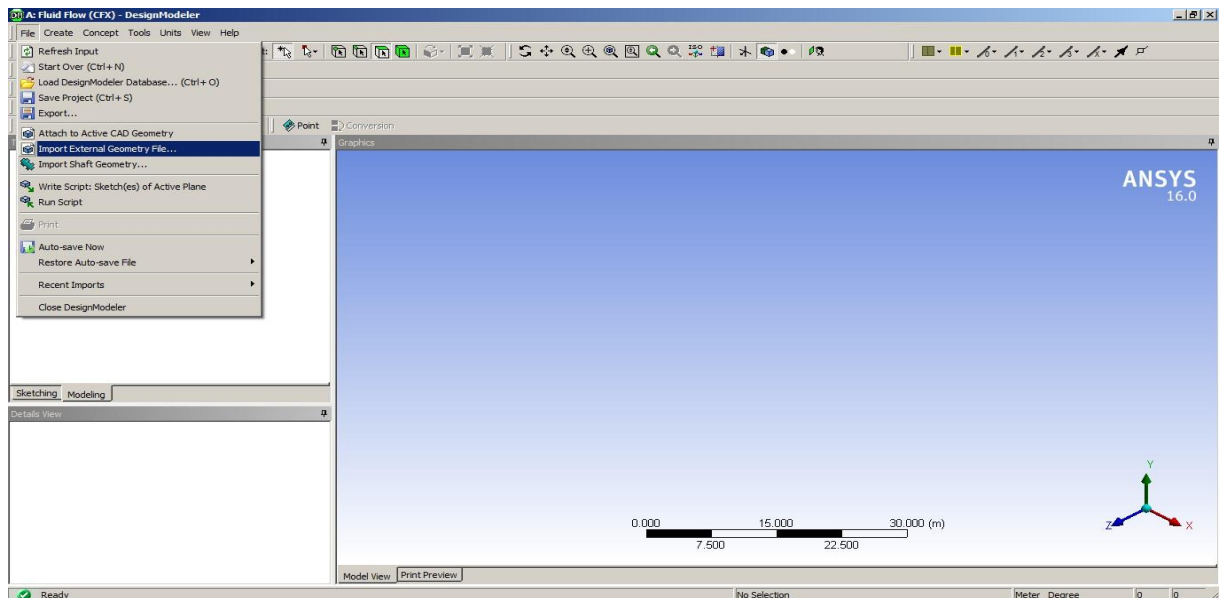 A: Fluid Flow (CFX) - DesignModeler
File Create Concept Tools Units View Help
Refresh Input
Start Over (Ctrl+N)
Load DesignModeler Database... (Ctrl+O)
Save Project (Ctrl+S)
Export...
Attach to Active CAD Geometry
Import External Geometry File...
Import Shaft Geometry...
Write Script: Sketch(es) of Active Plane
Run Script
Print
Auto-save Now
Restore Auto-save File
Recent Imports
Close DesignModeler
Point Conversion
Graphics
ANSYS
16.0
Sketching Modeling
Details View
Y
Z X
0.000 15.000 30.000 (m)
7.500 22.500
Model View Print Preview
Ready No Selection Meter Degree 0 0